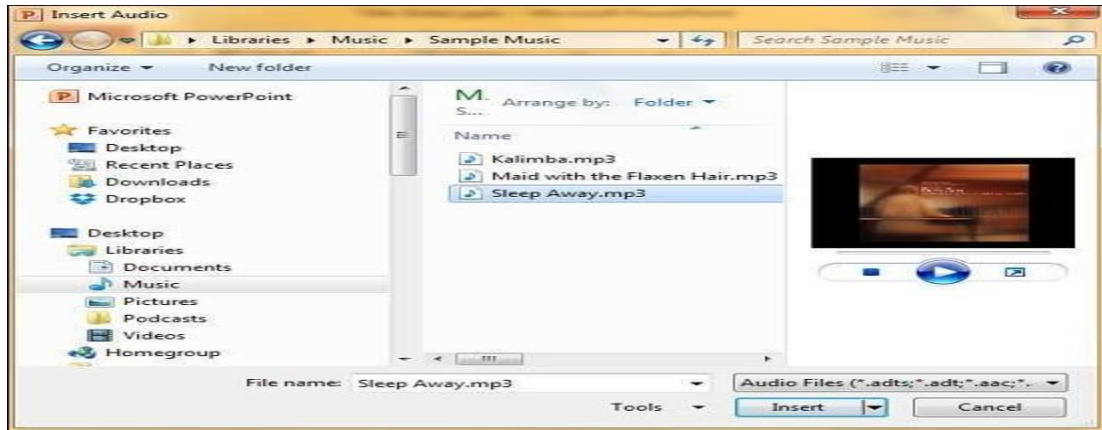 Insert Audio
Libraries ▸ Music ▸ Sample Music
Search Sample Music
Organize
New folder
Microsoft PowerPoint
Favorites
Desktop
Recent Places
Downloads
Dropbox
Desktop
Libraries
Documents
Music
Pictures
Podcasts
Videos
Homegroup
M.
S...
Arrange by: Folder
Name
Kalimba.mp3
Maid with the Flaxen Hair.mp3
Sleep Away.mp3
File name: Sleep Away.mp3
Audio Files (*.adts;*.adt;*.aac;*.
Tools
Insert
Cancel